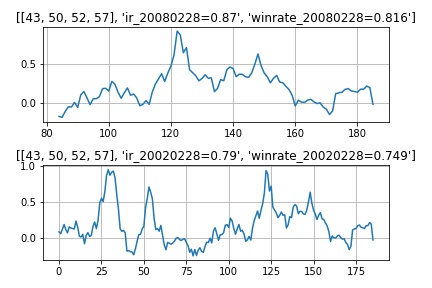 [[43, 50, 52, 57], 'ir_20080228=0.87', 'winrate_20080228=0.816']
0.5
0.0
80 100 120 140 160 180
[[43, 50, 52, 57], 'ir_20020228=0.79', 'winrate_20020228=0.749']
1.0
0.5
0.0
0 25 50 75 100 125 150 175